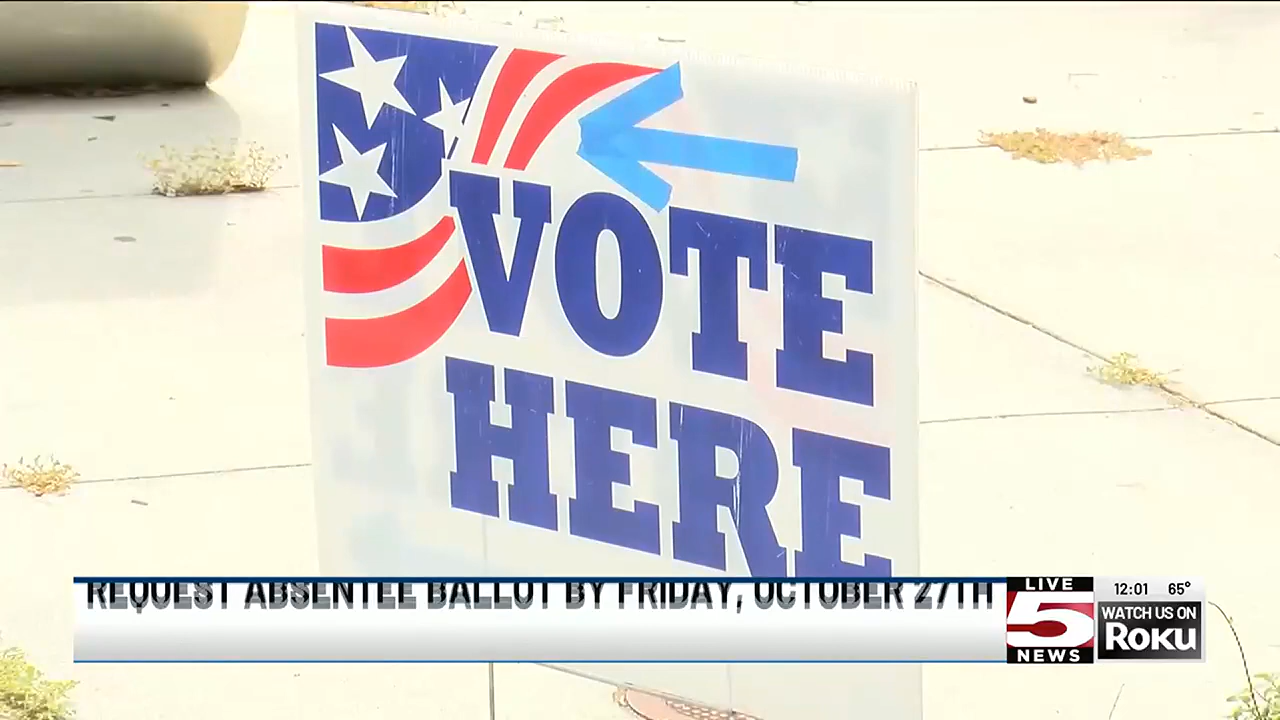 VOTE
HERE
REQUEST ABSENTEE BALLOT BY FRIDAY, OCTOBER 27TH
LIVE
5
NEWS
12:01 65°
WATCH US ON
Roku